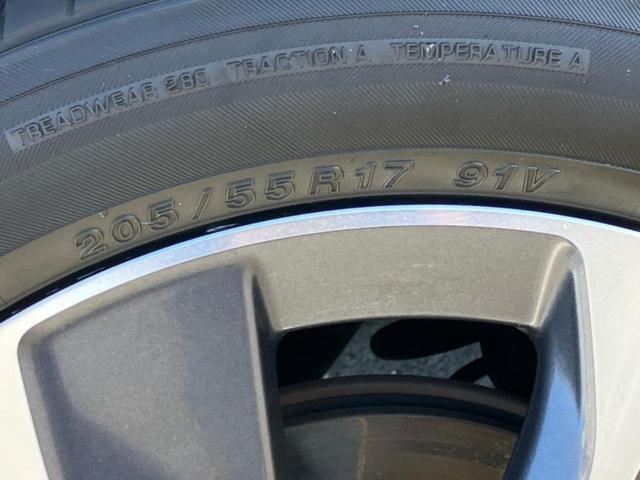 TREADWEAR 280 TRACTION A TEMPERATURE A
205/55R17 91V